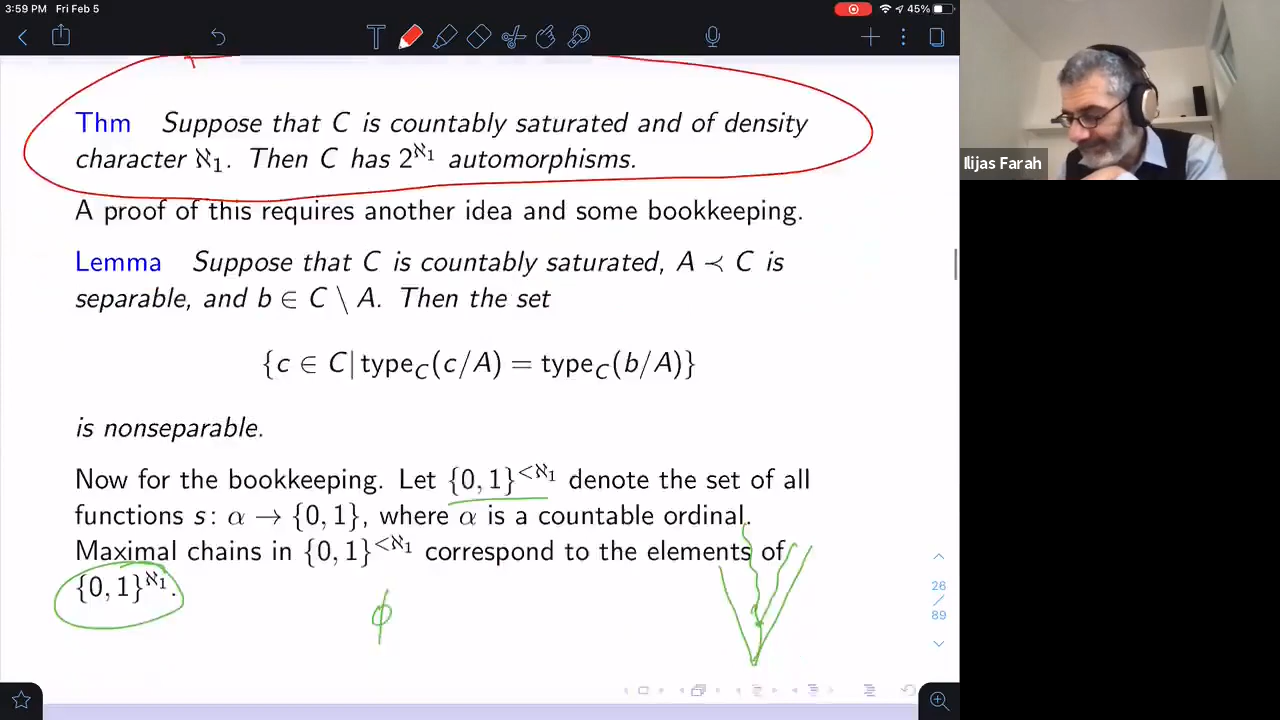 3:59 PM Fri Feb 5
45%
Thm Suppose that C is countably saturated and of density
character ℵ₁. Then C has 2^ℵ₁ automorphisms.
Ilijas Farah
A proof of this requires another idea and some bookkeeping.
Lemma Suppose that C is countably saturated, A ≺ C is
separable, and b ∈ C \ A. Then the set
{c ∈ C| type_C(c/A) = type_C(b/A)}
is nonseparable.
Now for the bookkeeping. Let {0, 1}^<ℵ₁ denote the set of all
functions s: α → {0, 1}, where α is a countable ordinal.
Maximal chains in {0, 1}^<ℵ₁ correspond to the elements of
{0, 1}^ℵ₁.
ϕ
26
/
89